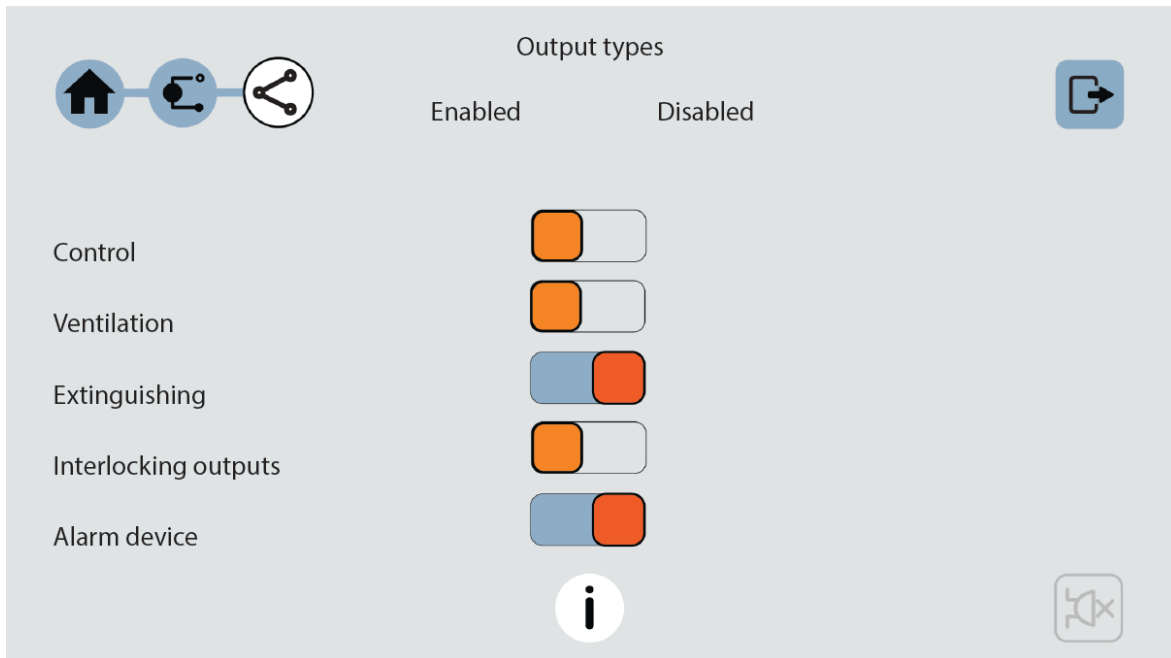 Output types
Enabled Disabled
Control
Ventilation
Extinguishing
Interlocking outputs
Alarm device
i